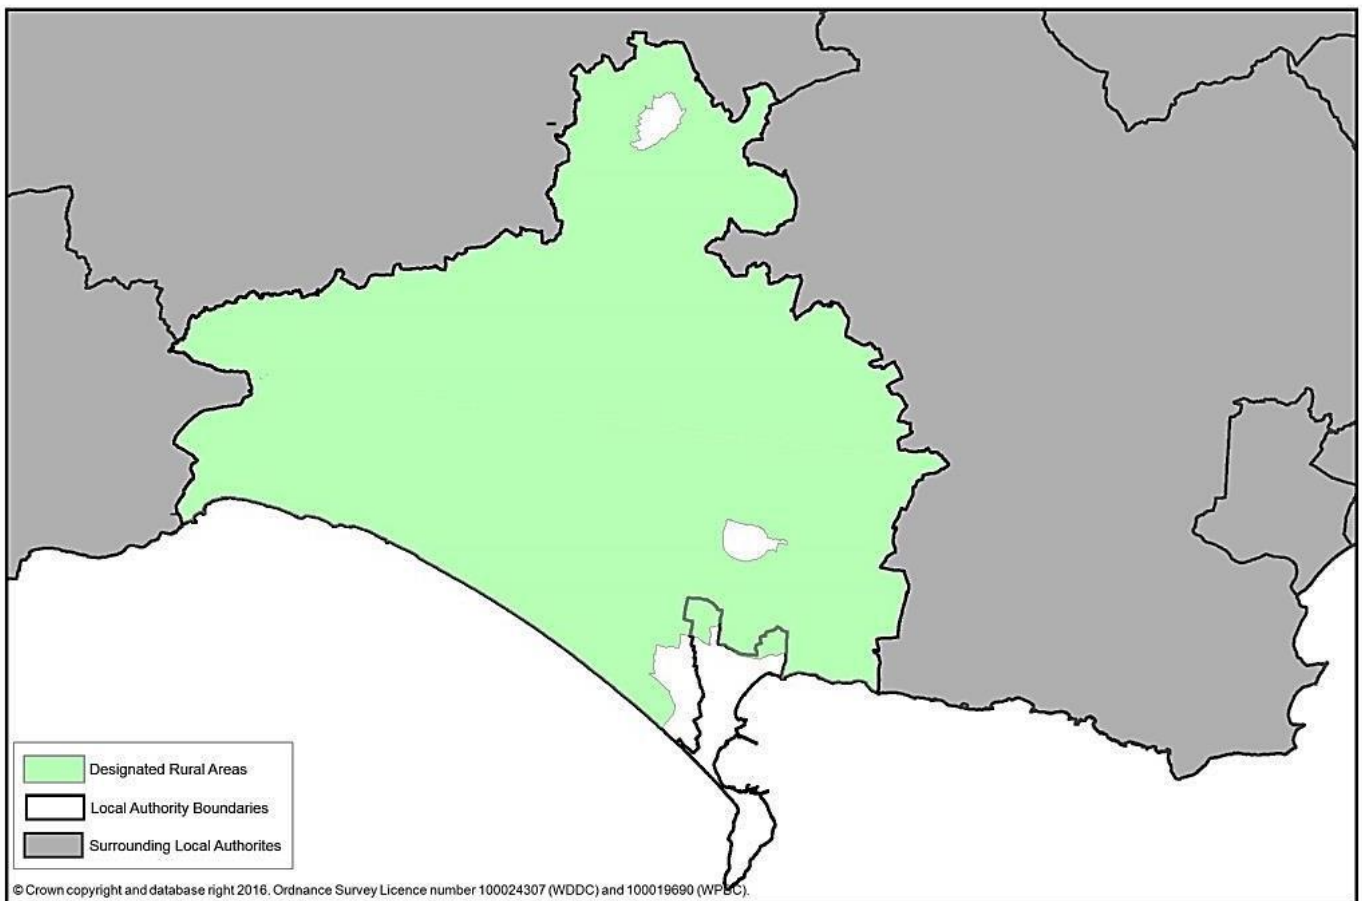 Designated Rural Areas
Local Authority Boundaries
Surrounding Local Authorites
© Crown copyright and database right 2016. Ordnance Survey Licence number 100024307 (WDDC) and 100019690 (WPBC).